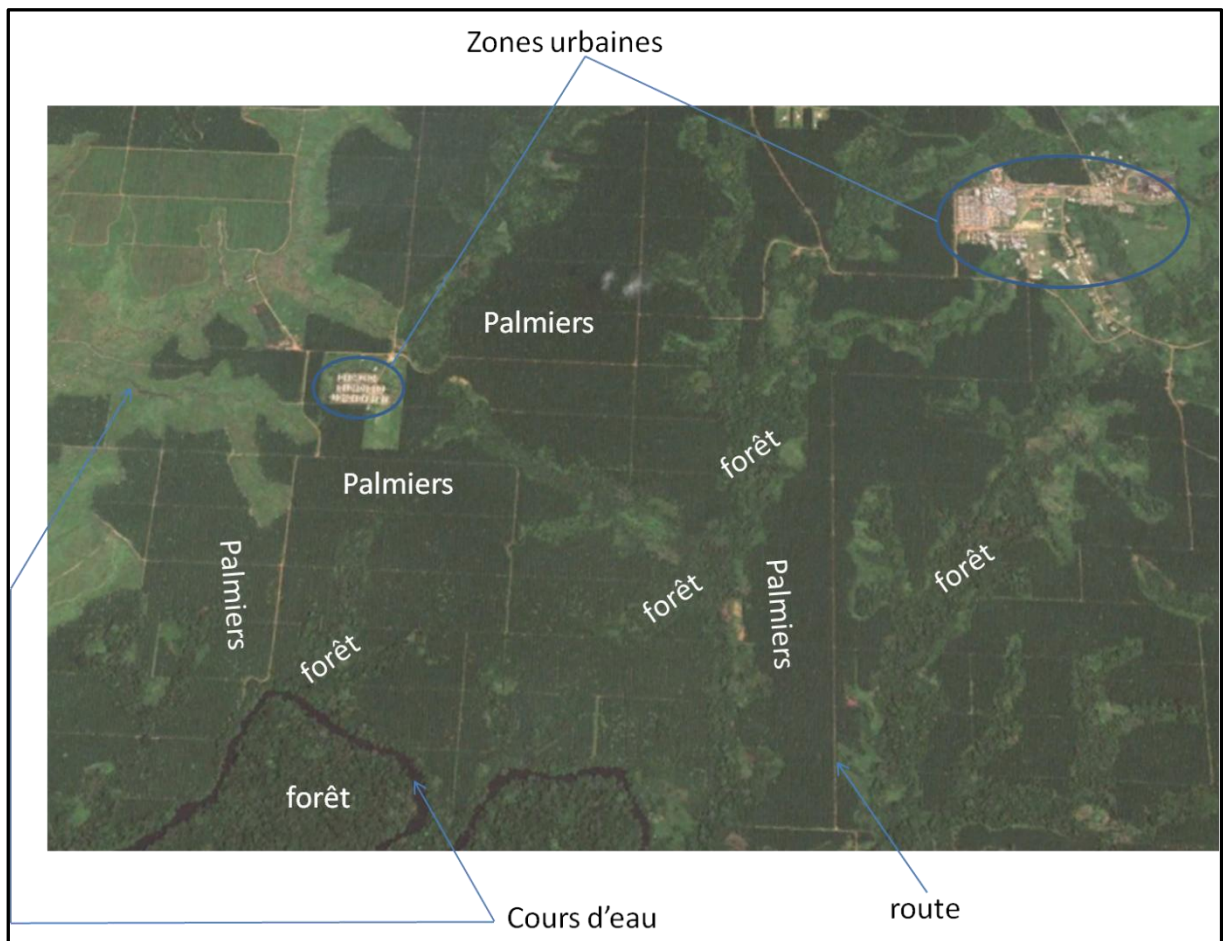 Zones urbaines
Palmiers
forêt
Palmiers
Palmiers
forêt
Palmiers
forêt
forêt
forêt
Cours d’eau
route